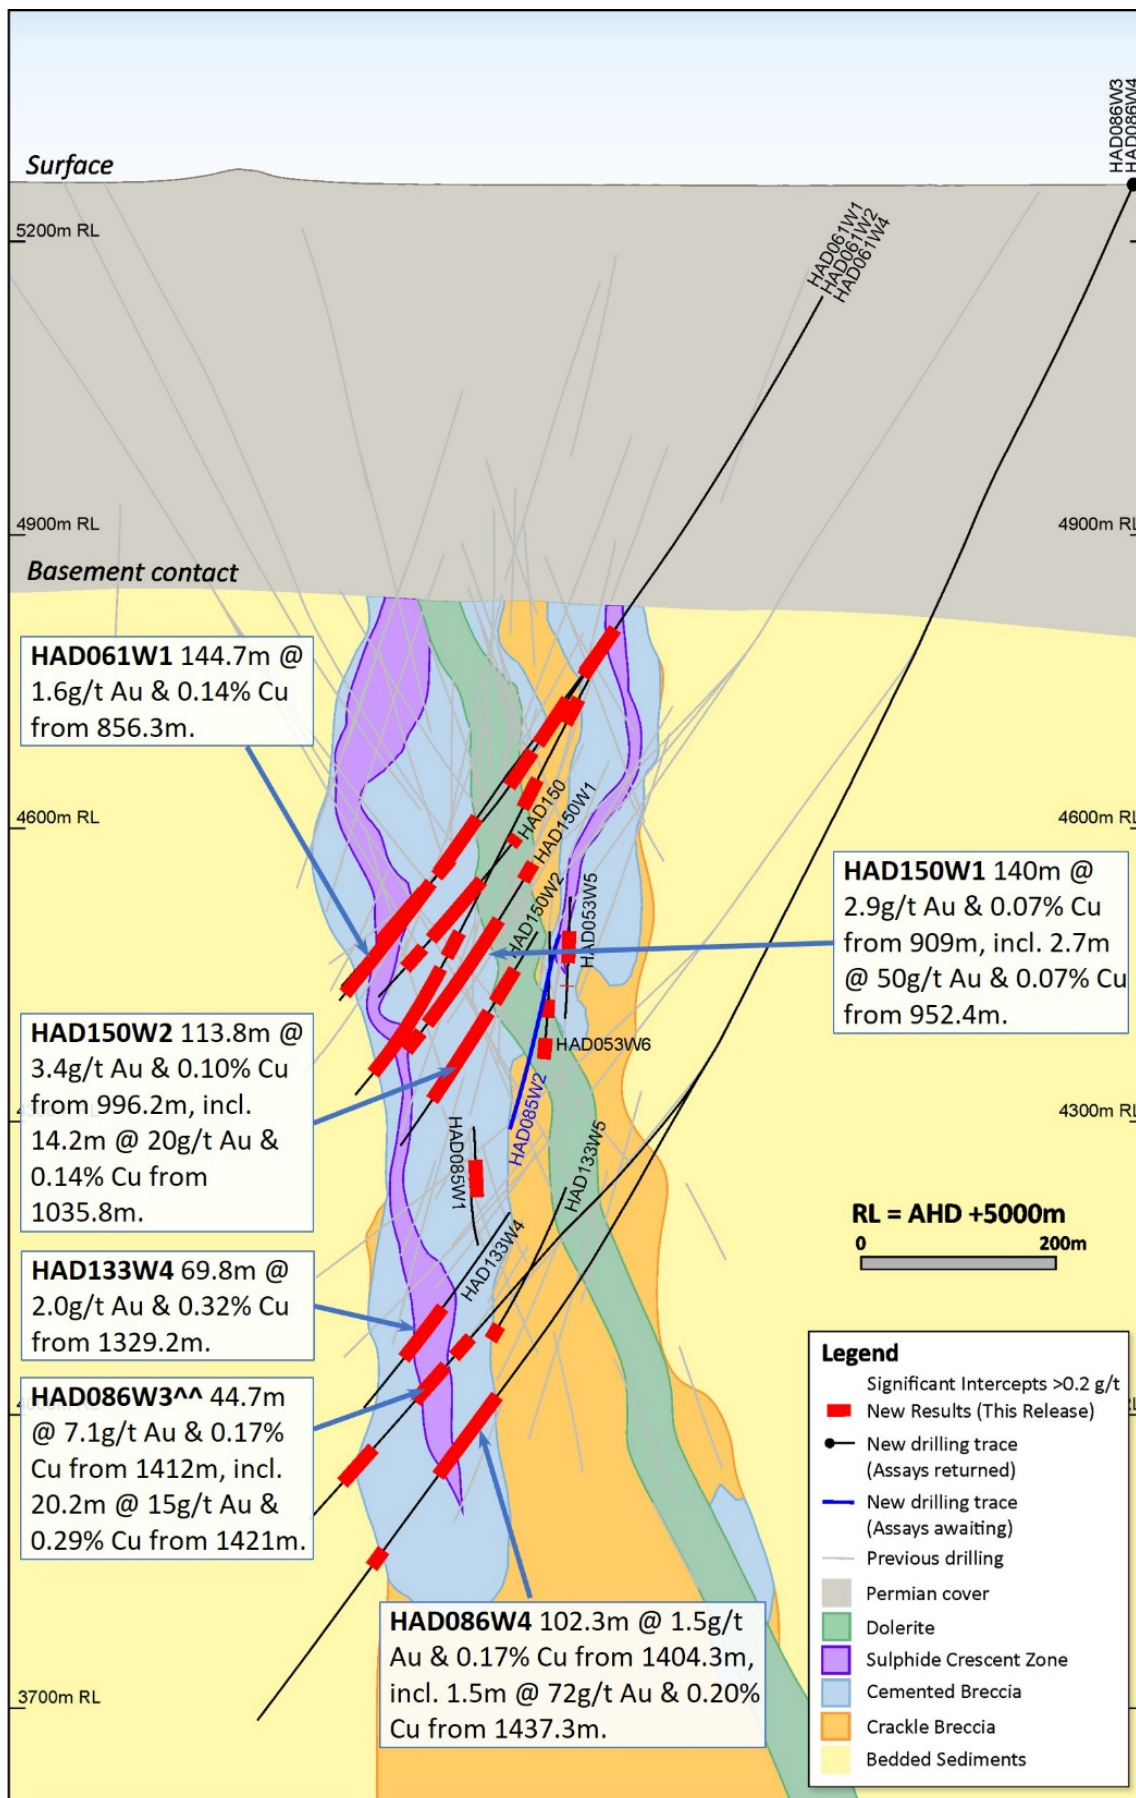 HAD086W3
HAD086W4
Surface
5200m RL
HAD061W1
HAD061W2
HAD061W4
4900m RL
4900m RL
Basement contact
HAD061W1 144.7m @
1.6g/t Au & 0.14% Cu
from 856.3m.
4600m RL
4600m RL
HAD150
HAD150W1
HAD150W2
HAD053W5
HAD150W1 140m @
2.9g/t Au & 0.07% Cu
from 909m, incl. 2.7m
@ 50g/t Au & 0.07% Cu
from 952.4m.
HAD150W2 113.8m @
3.4g/t Au & 0.10% Cu
from 996.2m, incl.
14.2m @ 20g/t Au &
0.14% Cu from
1035.8m.
HAD053W6
HAD085W2
4300m RL
4300m RL
HAD085W1
HAD133W5
HAD133W4
RL = AHD +5000m
0 200m
HAD133W4 69.8m @
2.0g/t Au & 0.32% Cu
from 1329.2m.
HAD086W3^^ 44.7m
@ 7.1g/t Au & 0.17%
Cu from 1412m, incl.
20.2m @ 15g/t Au &
0.29% Cu from 1421m.
4000m RL
HAD086W4 102.3m @ 1.5g/t
Au & 0.17% Cu from 1404.3m,
incl. 1.5m @ 72g/t Au & 0.20%
Cu from 1437.3m.
3700m RL
Legend
Significant Intercepts >0.2 g/t
New Results (This Release)
New drilling trace
(Assays returned)
New drilling trace
(Assays awaiting)
Previous drilling
Permian cover
Dolerite
Sulphide Crescent Zone
Cemented Breccia
Crackle Breccia
Bedded Sediments